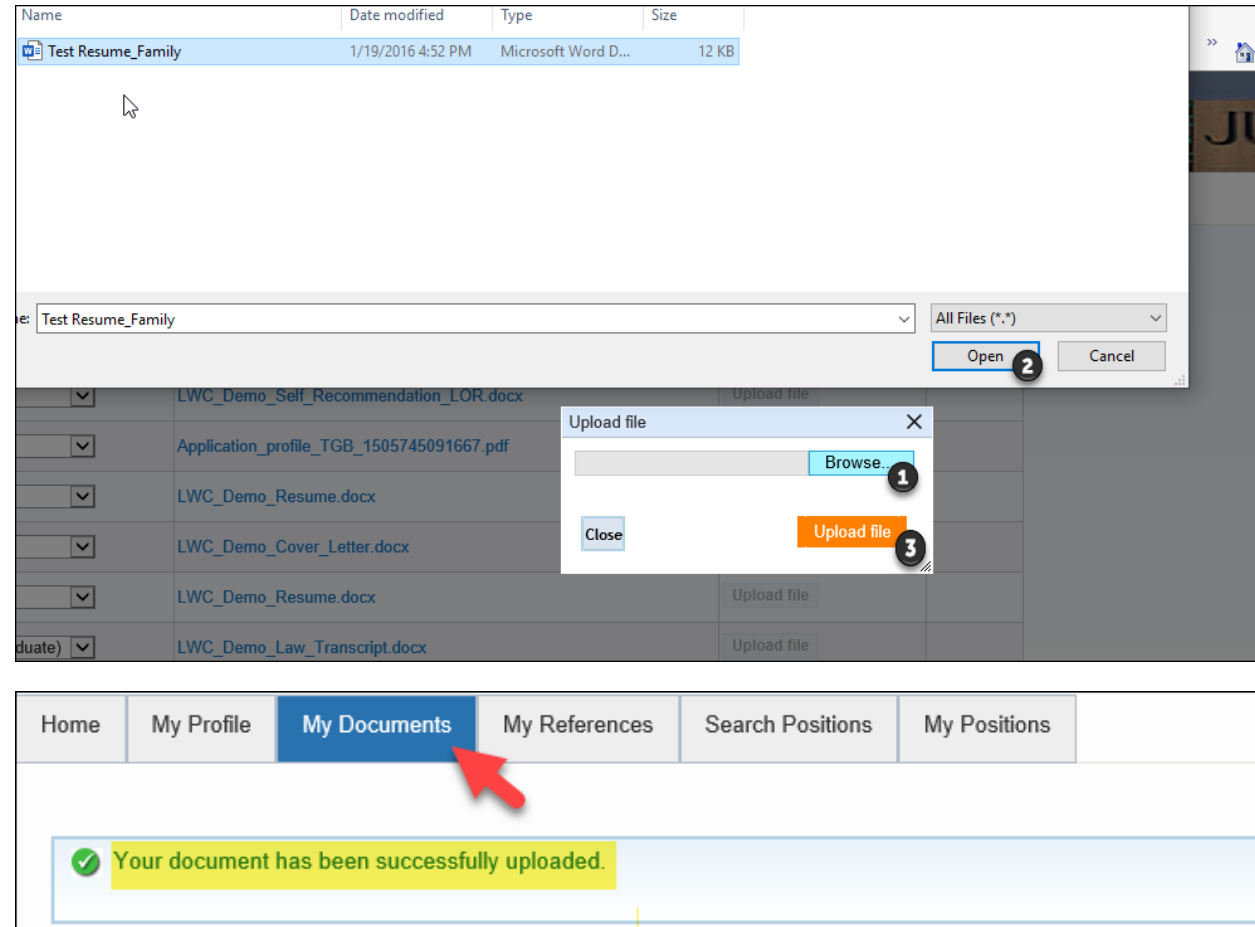 Name Date modified Type Size
Test Resume_Family 1/19/2016 4:52 PM Microsoft Word D... 12 KB
»
JU
e: Test Resume_Family All Files (*.*)
Open 2 Cancel
LWC_Demo_Self_Recommendation_LOR.docx Upload file
Upload file
Application_profile_TGB_1505745091667.pdf
Browse... 1
LWC_Demo_Resume.docx
Close Upload file 3
LWC_Demo_Cover_Letter.docx
LWC_Demo_Resume.docx Upload file
duate) LWC_Demo_Law_Transcript.docx Upload file
Home My Profile My Documents My References Search Positions My Positions
Your document has been successfully uploaded.